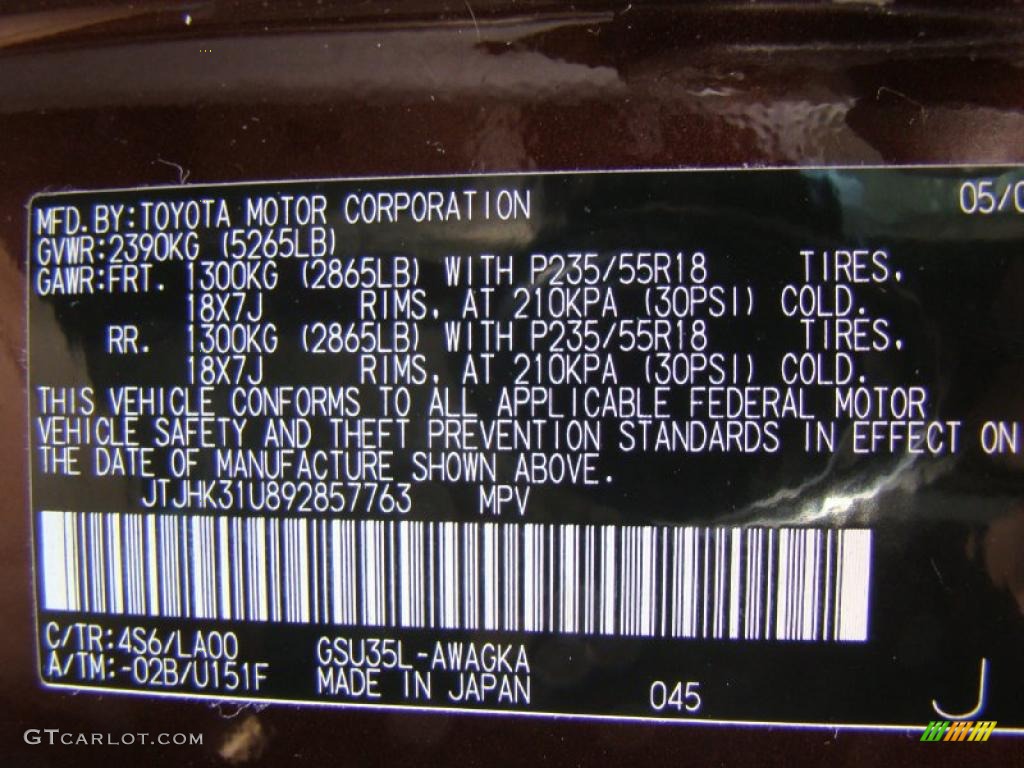 MFD.BY:TOYOTA MOTOR CORPORATION 05/0
GVWR:2390KG (5265LB)
GAWR:FRT. 1300KG (2865LB) WITH P235/55R18 TIRES,
18X7J RIMS, AT 210KPA (30PSI) COLD.
RR. 1300KG (2865LB) WITH P235/55R18 TIRES,
18X7J RIMS, AT 210KPA (30PSI) COLD.
THIS VEHICLE CONFORMS TO ALL APPLICABLE FEDERAL MOTOR
VEHICLE SAFETY AND THEFT PREVENTION STANDARDS IN EFFECT ON
THE DATE OF MANUFACTURE SHOWN ABOVE.
JTJHK31U892857763 MPV
C/TR:4S6/LA00 GSU35L-AWAGKA
A/TM:-02B/U151F MADE IN JAPAN 045 J
GTCARLOT.COM